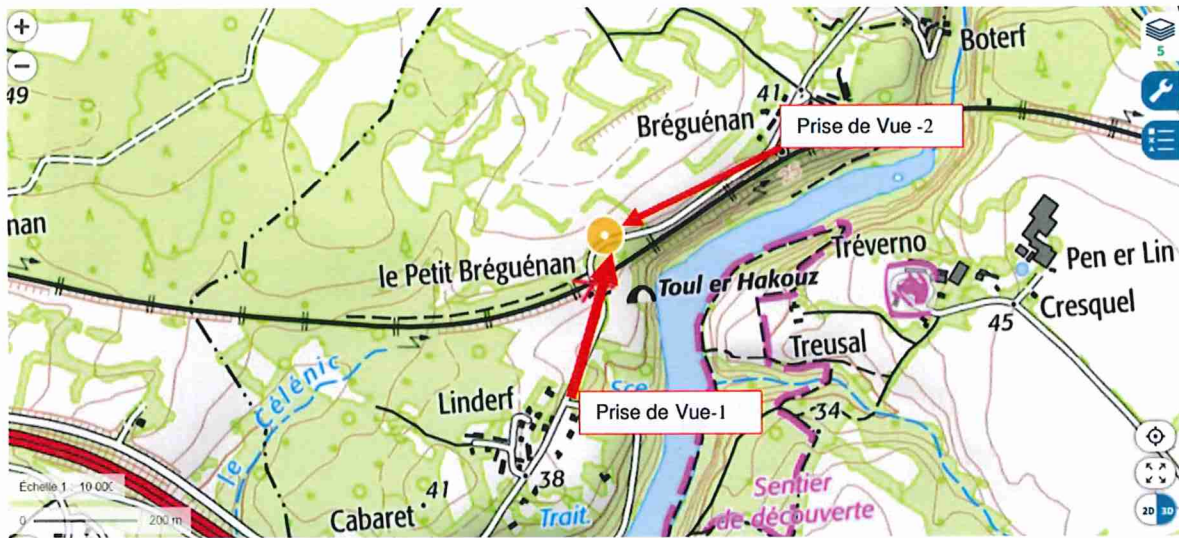 +
−
49
Boterf
5
41
Bréguénan
Prise de Vue -2
nan
le Petit Bréguénan
Toul er Hakouz
Tréverno
Pen er Lin
Cresquel
45
Treusal
le Célénic
Linderf
Sce
Prise de Vue-1
34
38
41
Cabaret
Trait.
Sentier
de découverte
Échelle 1 : 10 000
0 200 m
2D 3D